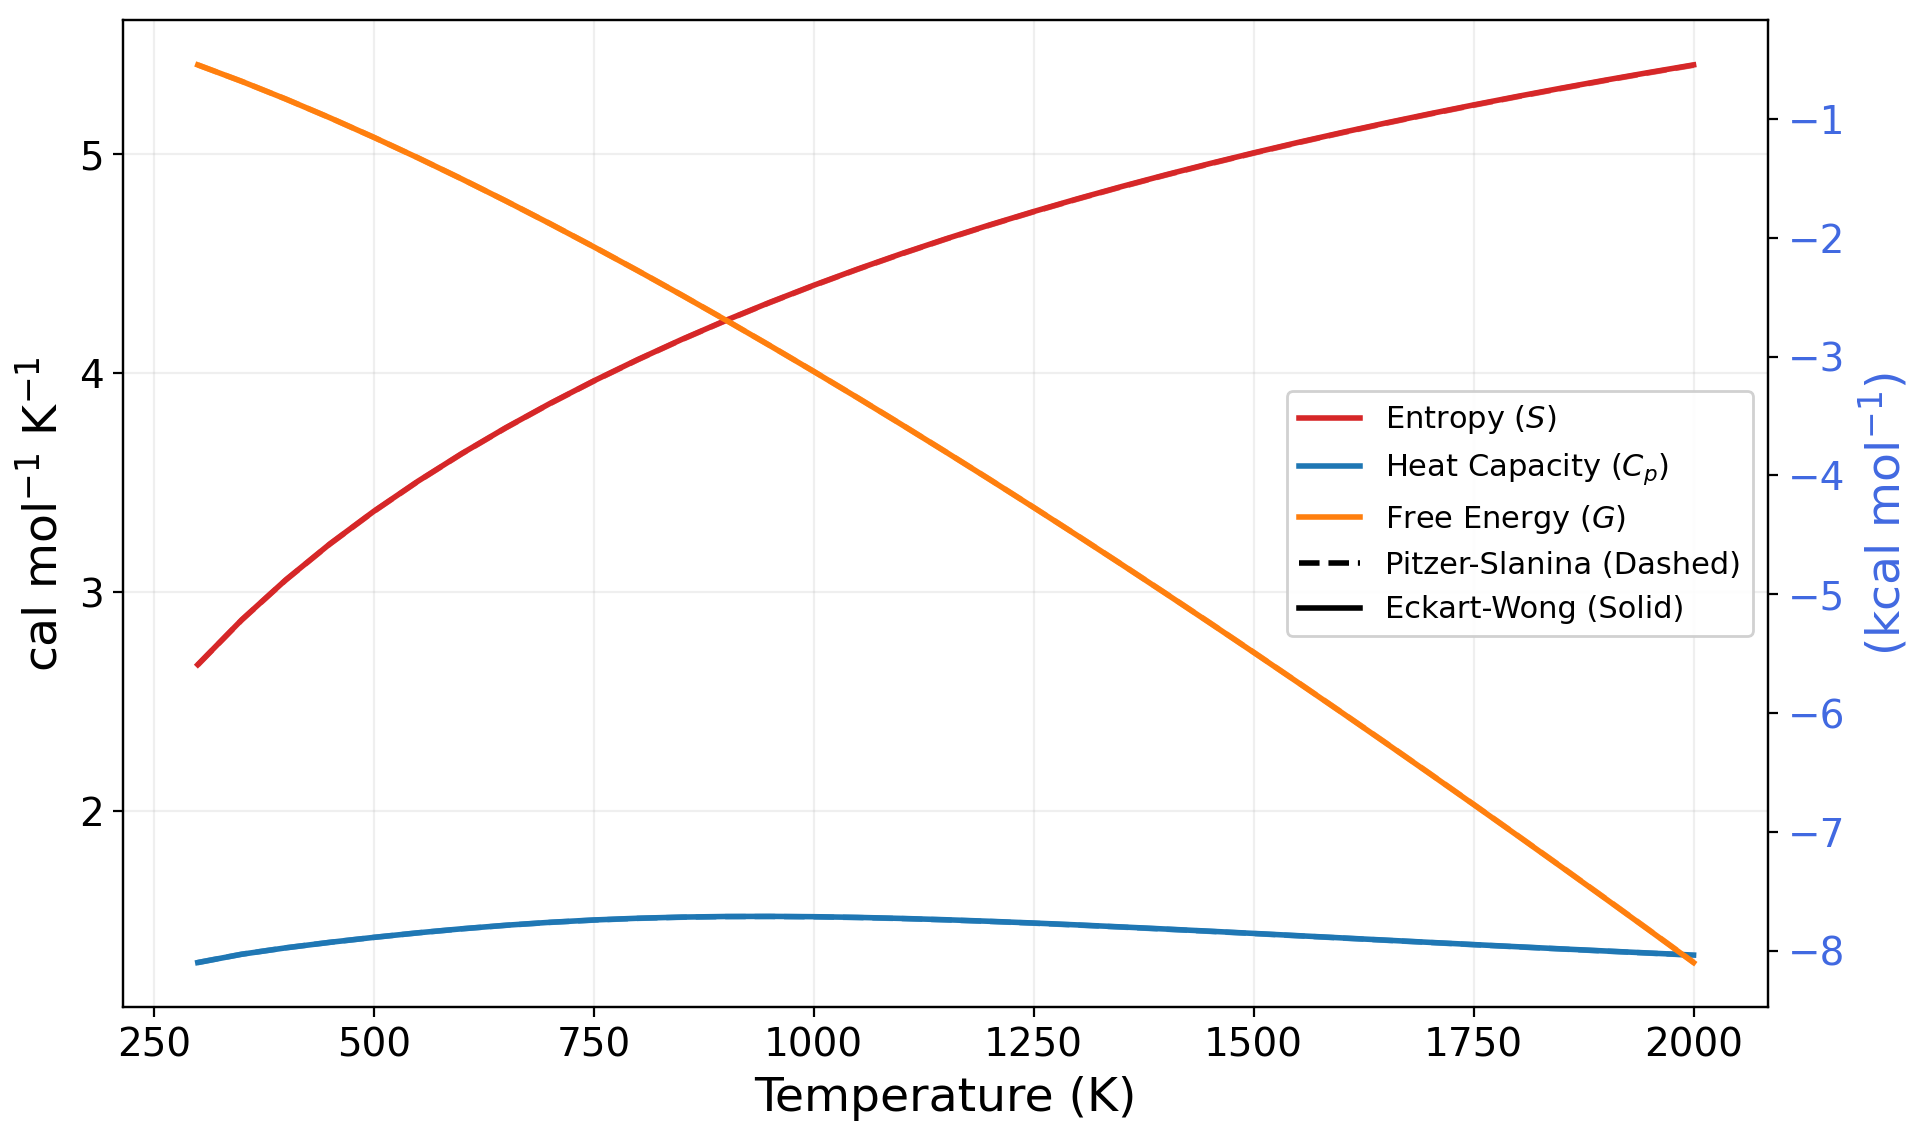 5
4
3
2
cal mol⁻¹ K⁻¹
−1
−2
−3
−4
−5
−6
−7
−8
(kcal mol⁻¹)
Entropy (S)
Heat Capacity (Cₚ)
Free Energy (G)
Pitzer-Slanina (Dashed)
Eckart-Wong (Solid)
250 500 750 1000 1250 1500 1750 2000
Temperature (K)